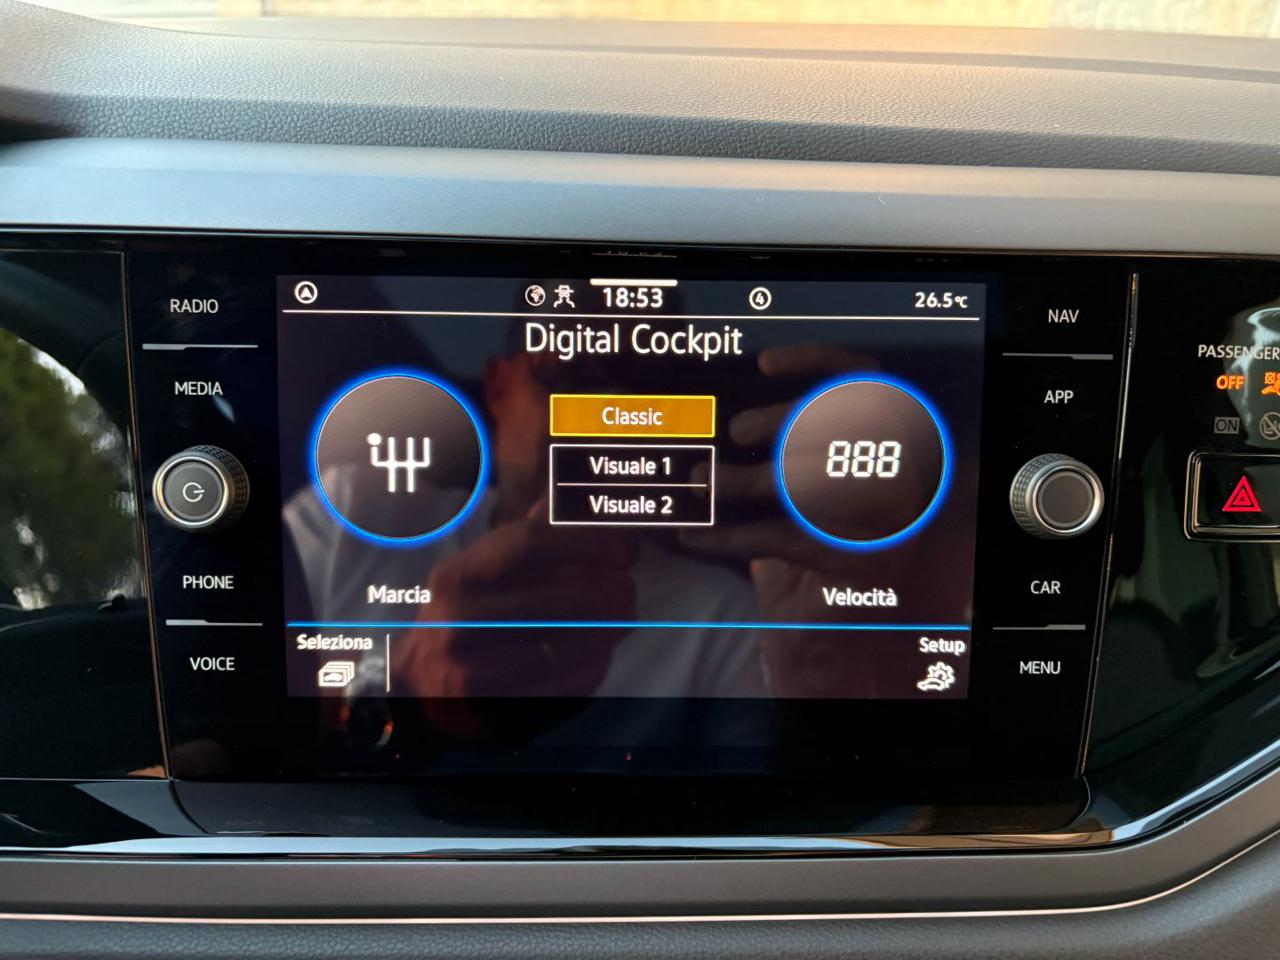 RADIO
MEDIA
PHONE
VOICE
18:53
4
26.5°C
Digital Cockpit
Classic
Visuale 1
Visuale 2
888
Marcia
Velocità
Seleziona
Setup
NAV
APP
CAR
MENU
PASSENGER
OFF
ON